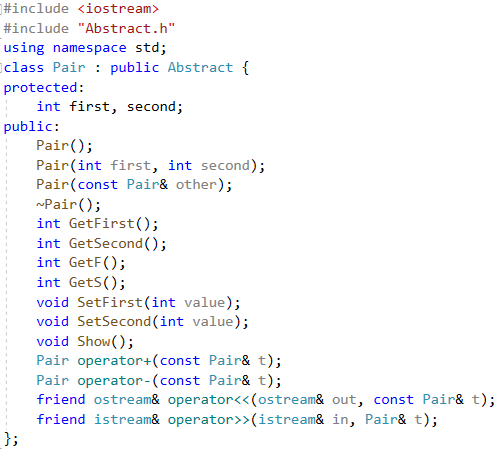 #include <iostream>
#include "Abstract.h"
using namespace std;
class Pair : public Abstract {
protected:
    int first, second;
public:
    Pair();
    Pair(int first, int second);
    Pair(const Pair& other);
    ~Pair();
    int GetFirst();
    int GetSecond();
    int GetF();
    int GetS();
    void SetFirst(int value);
    void SetSecond(int value);
    void Show();
    Pair operator+(const Pair& t);
    Pair operator-(const Pair& t);
    friend ostream& operator<<(ostream& out, const Pair& t);
    friend istream& operator>>(istream& in, Pair& t);
};